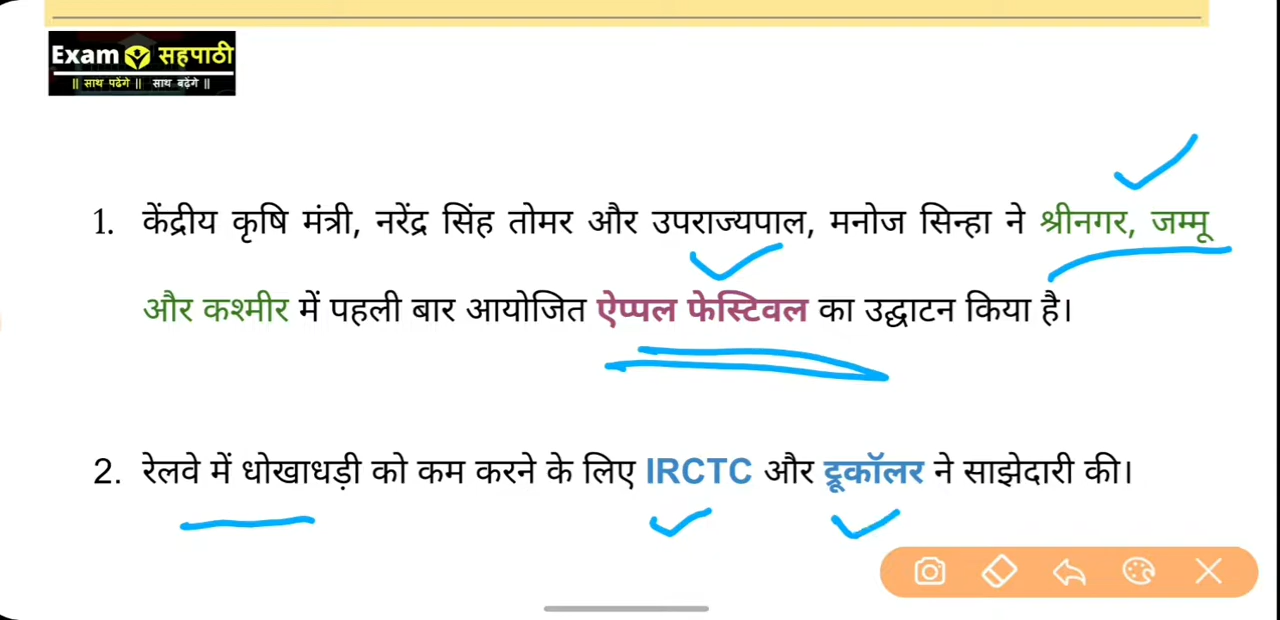 Exam सहपाठी
|| साथ पढेंगे || साथ बढ़ेंगे ||
1. केंद्रीय कृषि मंत्री, नरेंद्र सिंह तोमर और उपराज्यपाल, मनोज सिन्हा ने श्रीनगर, जम्मू
और कश्मीर में पहली बार आयोजित ऐप्पल फेस्टिवल का उद्घाटन किया है।
2. रेलवे में धोखाधड़ी को कम करने के लिए IRCTC और ट्रूकॉलर ने साझेदारी की।